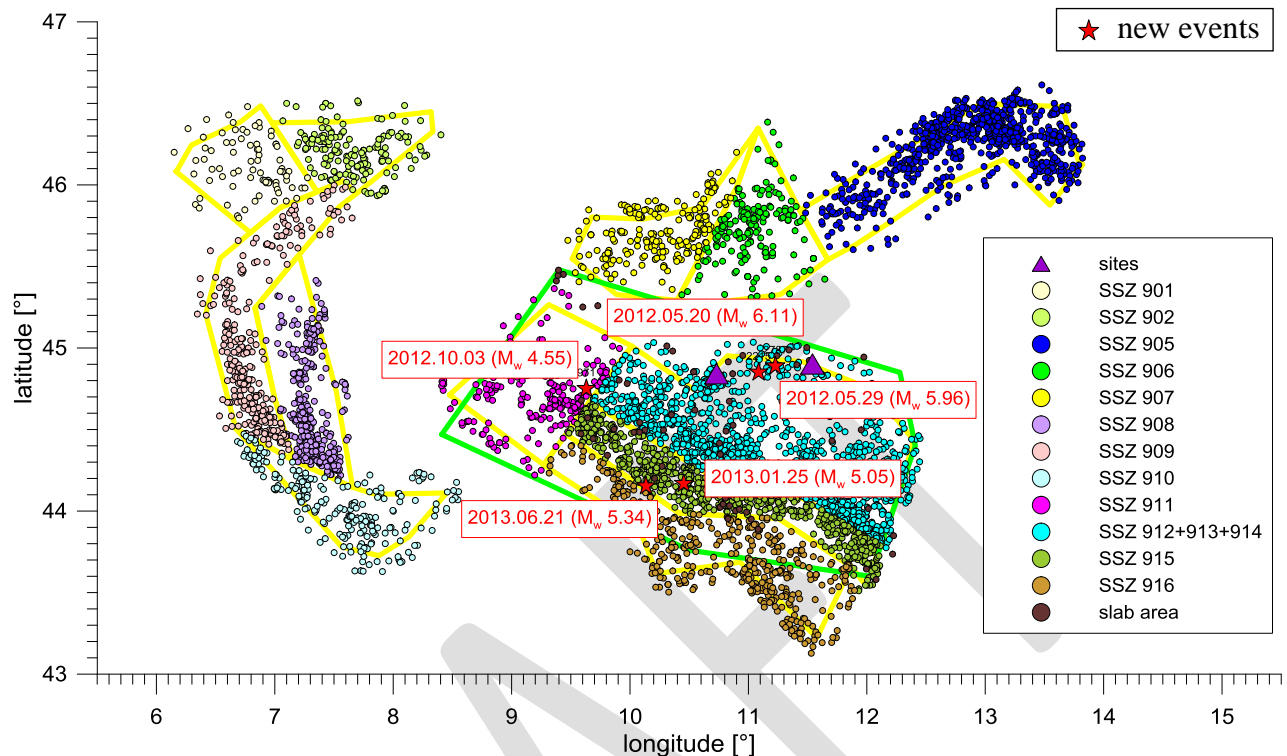 47
46
45
44
43
latitude [°]
new events
2012.05.20 (Mw 6.11)
2012.10.03 (Mw 4.55)
2012.05.29 (Mw 5.96)
2013.01.25 (Mw 5.05)
2013.06.21 (Mw 5.34)
sites
SSZ 901
SSZ 902
SSZ 905
SSZ 906
SSZ 907
SSZ 908
SSZ 909
SSZ 910
SSZ 911
SSZ 912+913+914
SSZ 915
SSZ 916
slab area
6 7 8 9 10 11 12 13 14 15
longitude [°]